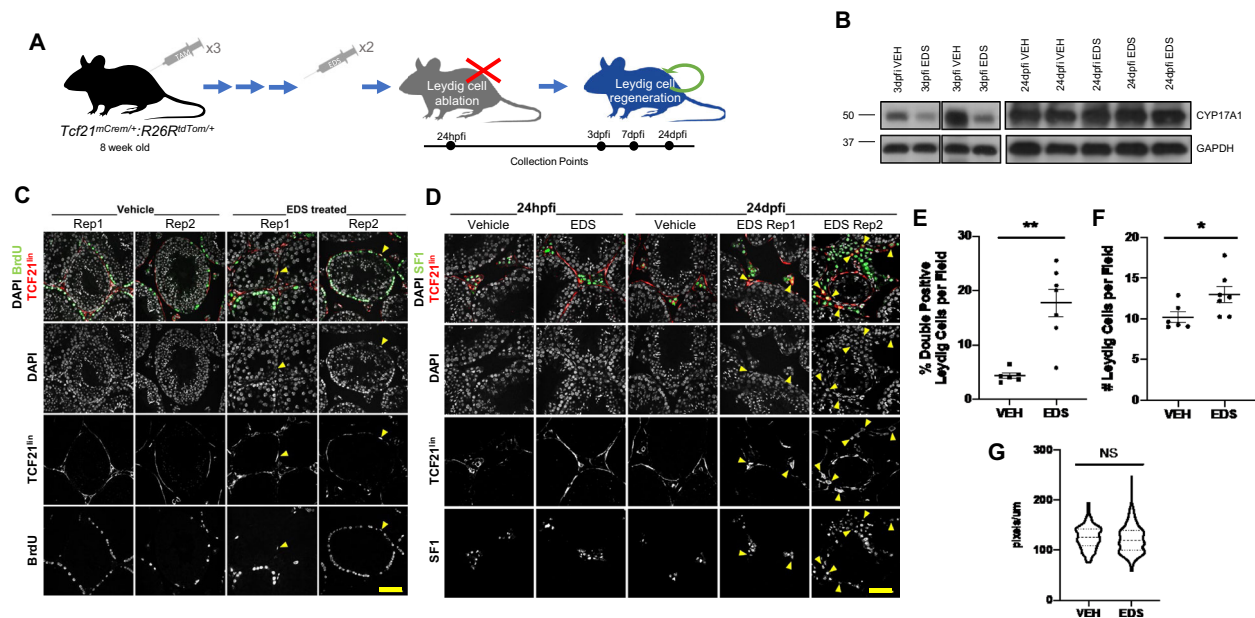 A
TAM
x3
EDS
x2
Leydig cell
ablation
Leydig cell
regeneration
Tcf21mCrem/+:R26RtdTom/+
8 week old
24hpfi
3dpfi
7dpfi
24dpfi
Collection Points
B
3dpfi VEH
3dpfi EDS
3dpfi VEH
3dpfi EDS
24dpfi VEH
24dpfi VEH
24dpfi EDS
24dpfi EDS
24dpfi EDS
50
37
CYP17A1
GAPDH
C
Vehicle
EDS treated
Rep1
Rep2
Rep1
Rep2
DAPI BrdU
TCF21lin
DAPI
TCF21lin
BrdU
D
24hpfi
24dpfi
Vehicle
EDS
Vehicle
EDS Rep1
EDS Rep2
DAPI SF1
TCF21lin
DAPI
TCF21lin
SF1
E
**
% Double Positive
Leydig Cells per Field
30
20
10
0
VEH
EDS
F
*
# Leydig Cells per Field
20
15
10
5
0
VEH
EDS
G
NS
pixels/um
300
200
100
0
VEH
EDS